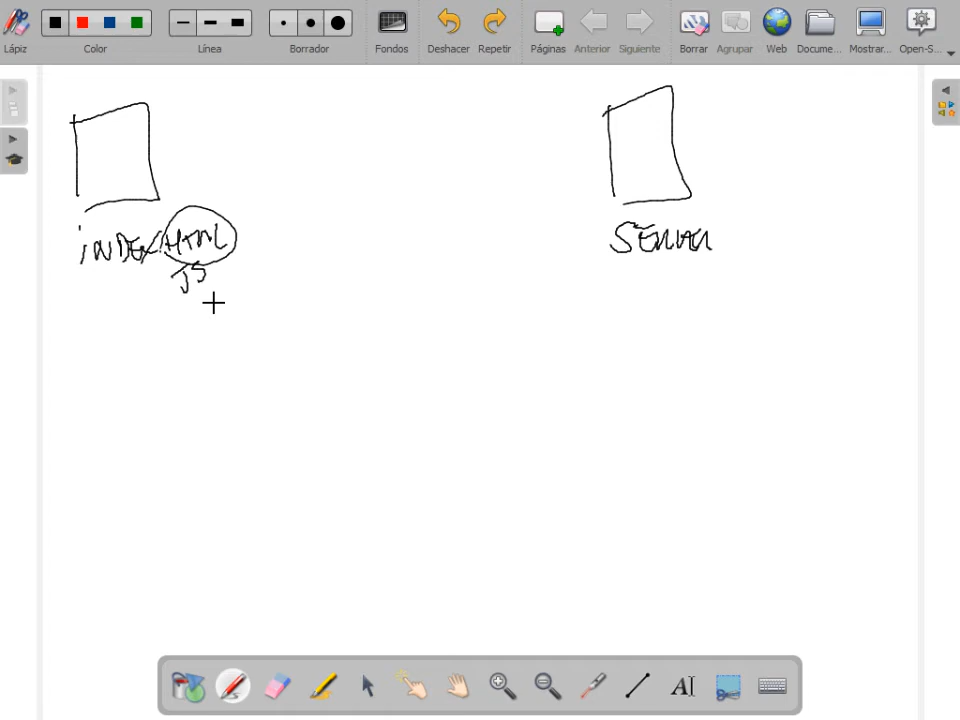 Lápiz Color Línea Borrador Fondos Deshacer Repetir Páginas Anterior Siguiente Borrar Agrupar Web Docume... Mostrar... Open-S...
iNDEX.HTML SERVER
JS
AI